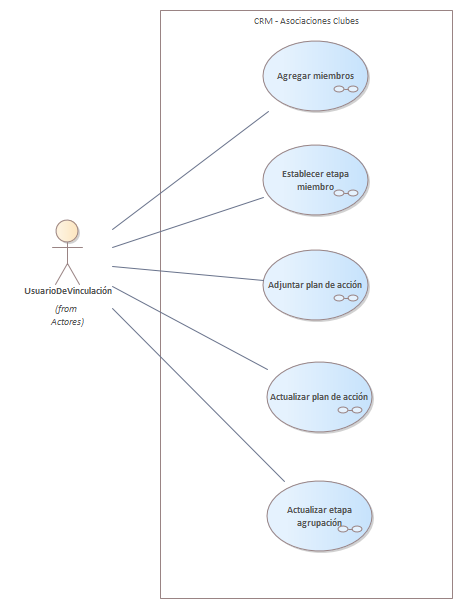 CRM - Asociaciones Clubes
Agregar miembros
Establecer etapa
miembro
Adjuntar plan de acción
UsuarioDeVinculación
(from
Actores)
Actualizar plan de acción
Actualizar etapa
agrupación